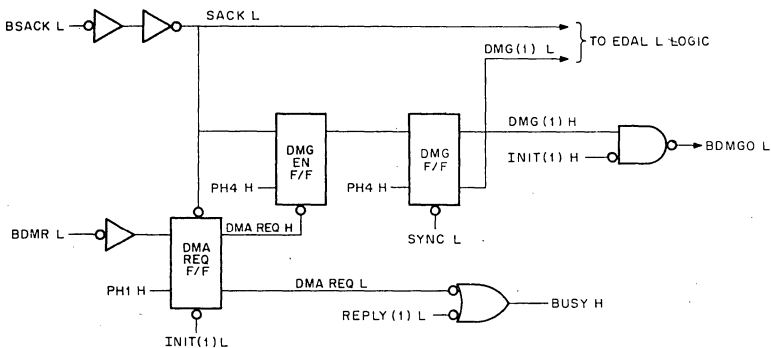 SACK L
BSACK L
TO EDAL L LOGIC
DMG(1) L
DMG(1) H
DMG
EN
F/F
DMG
F/F
BDMGO L
INIT(1) H
PH4 H
PH4 H
BDMR L
DMA REQ H
SYNC L
DMA
REQ
F/F
PH1 H
DMA REQ L
BUSY H
REPLY(1) L
INIT(1)L